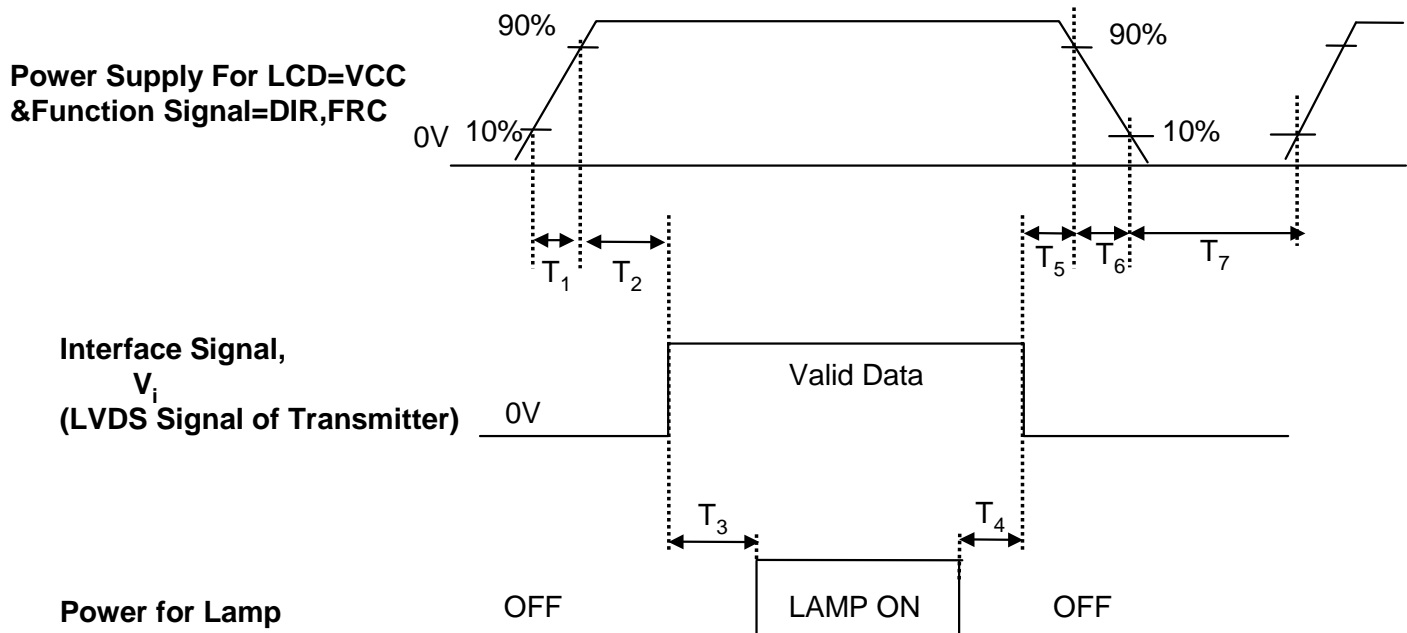 90%
90%
Power Supply For LCD=VCC
&Function Signal=DIR,FRC
0V
10%
10%
T1
T2
T5
T6
T7
Interface Signal,
Vi
(LVDS Signal of Transmitter)
0V
Valid Data
T3
T4
Power for Lamp
OFF
LAMP ON
OFF